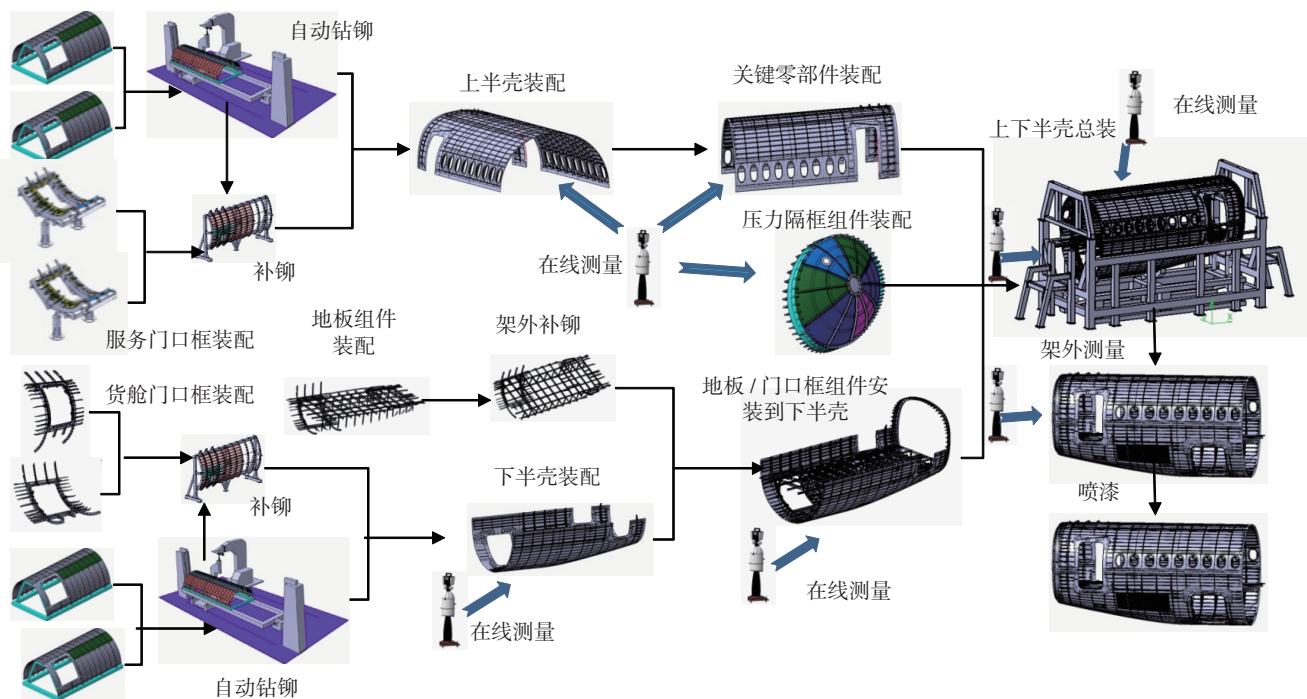 自动钻铆
上半壳装配
关键零部件装配
在线测量
上下半壳总装
补铆
在线测量
压力隔框组件装配
服务门口框装配
地板组件
装配
架外补铆
架外测量
货舱门口框装配
地板 / 门口框组件安
装到下半壳
补铆
下半壳装配
喷漆
在线测量
在线测量
自动钻铆